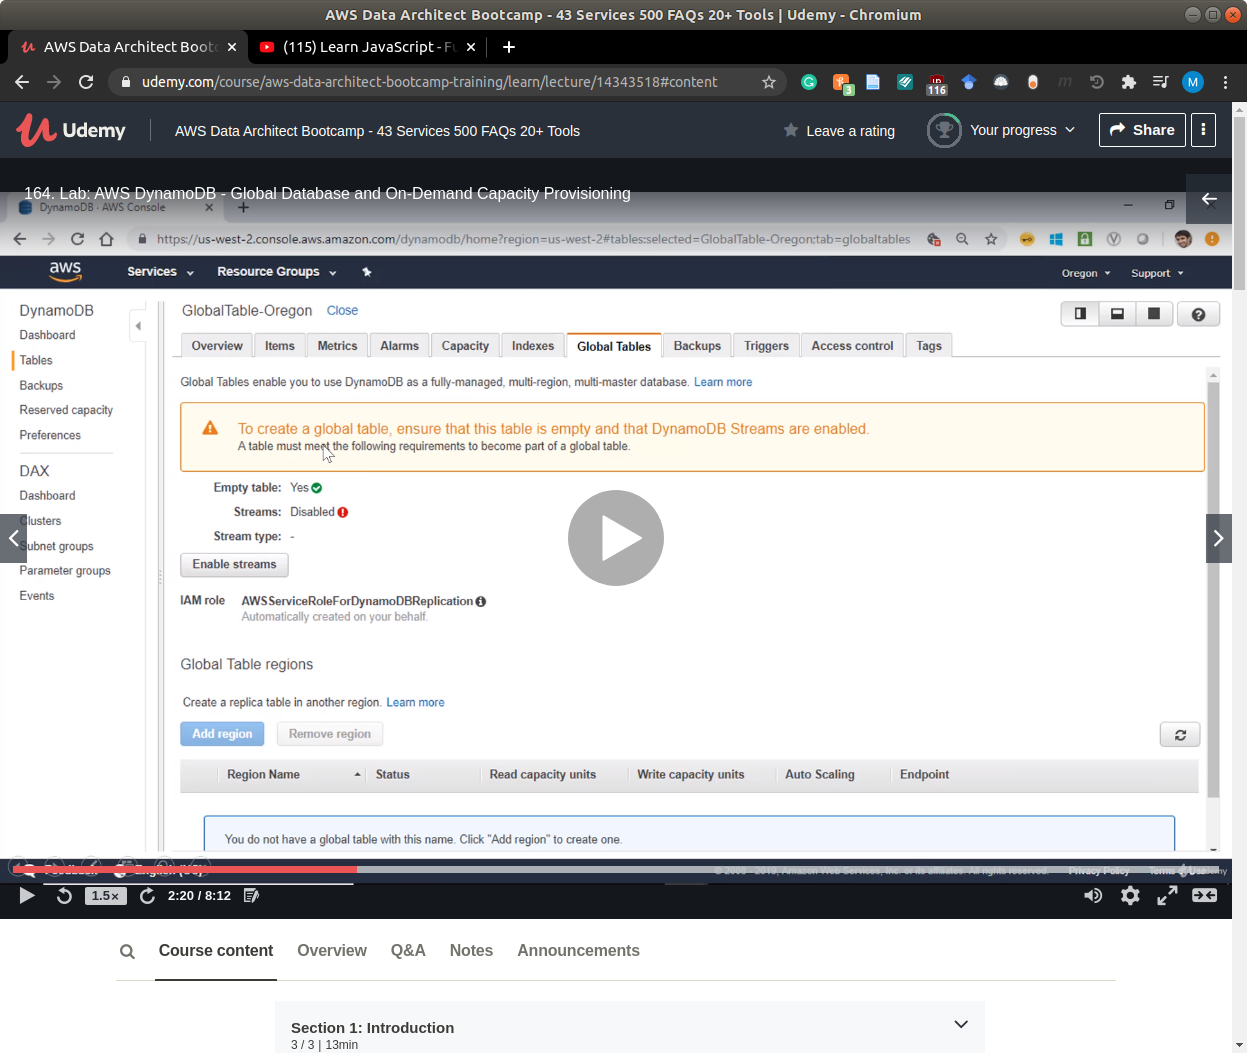 AWS Data Architect Bootcamp - 43 Services 500 FAQs 20+ Tools | Udemy - Chromium
AWS Data Architect Bootc
(115) Learn JavaScript - Fu
udemy.com/course/aws-data-architect-bootcamp-training/learn/lecture/14343518#content
3
116
M
Udemy
AWS Data Architect Bootcamp - 43 Services 500 FAQs 20+ Tools
Leave a rating
Your progress
Share
164. Lab: AWS DynamoDB - Global Database and On-Demand Capacity Provisioning
DynamoDB · AWS Console
https://us-west-2.console.aws.amazon.com/dynamodb/home?region=us-west-2#tables:selected=GlobalTable-Oregon;tab=globaltables
aws
Services
Resource Groups
Oregon
Support
DynamoDB
Dashboard
Tables
Backups
Reserved capacity
Preferences
DAX
Dashboard
Clusters
Subnet groups
Parameter groups
Events
GlobalTable-Oregon Close
Overview Items Metrics Alarms Capacity Indexes Global Tables Backups Triggers Access control Tags
Global Tables enable you to use DynamoDB as a fully-managed, multi-region, multi-master database. Learn more
To create a global table, ensure that this table is empty and that DynamoDB Streams are enabled.
A table must meet the following requirements to become part of a global table.
Empty table: Yes
Streams: Disabled
Stream type: -
Enable streams
IAM role AWSServiceRoleForDynamoDBReplication
Automatically created on your behalf.
Global Table regions
Create a replica table in another region. Learn more
Add region Remove region
Region Name Status Read capacity units Write capacity units Auto Scaling Endpoint
You do not have a global table with this name. Click "Add region" to create one.
Privacy Policy
1.5×
2:20 / 8:12
Course content Overview Q&A Notes Announcements
Section 1: Introduction
3 / 3 | 13min